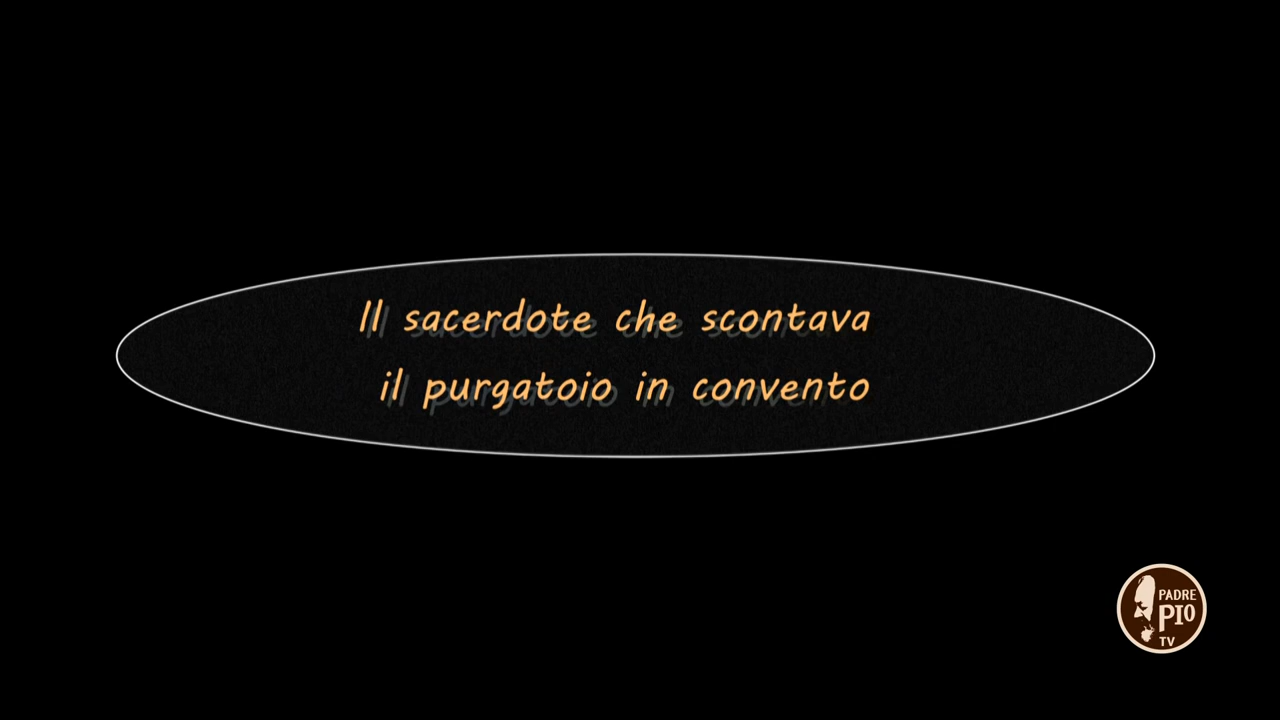 Il sacerdote che scontava
il purgatoio in convento
PADRE
PIO
TV